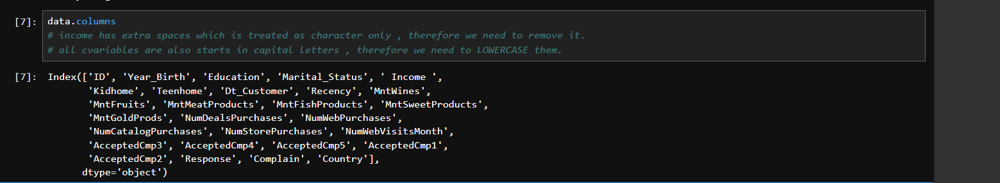 [7]: data.columns
# income has extra spaces which is treated as character only , therefore we need to remove it.
# all cvariables are also starts in capital letters , therefore we need to LOWERCASE them.
[7]: Index(['ID', 'Year_Birth', 'Education', 'Marital_Status', ' Income ',
'Kidhome', 'Teenhome', 'Dt_Customer', 'Recency', 'MntWines',
'MntFruits', 'MntMeatProducts', 'MntFishProducts', 'MntSweetProducts',
'MntGoldProds', 'NumDealsPurchases', 'NumWebPurchases',
'NumCatalogPurchases', 'NumStorePurchases', 'NumWebVisitsMonth',
'AcceptedCmp3', 'AcceptedCmp4', 'AcceptedCmp5', 'AcceptedCmp1',
'AcceptedCmp2', 'Response', 'Complain', 'Country'],
dtype='object')